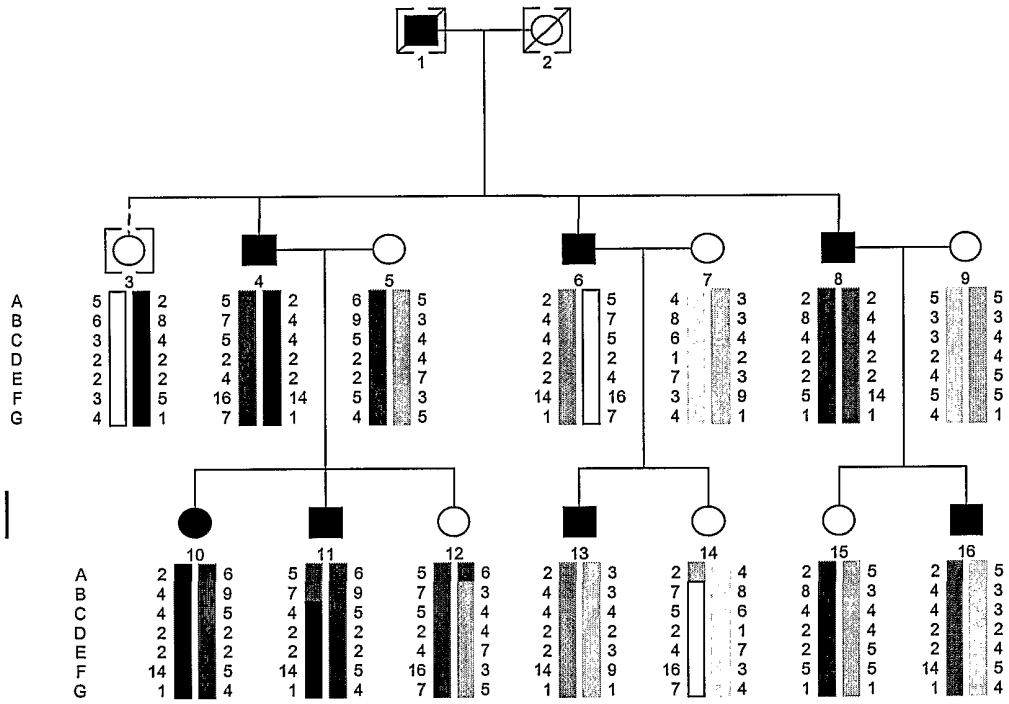 1 2
3 4 5 6 7 8 9
A 5 2 5 2 6 5 2 5 4 3 2 2 5 5
B 6 8 7 4 9 3 4 7 8 3 8 4 3 3
C 3 4 5 4 5 4 4 5 6 4 4 4 3 4
D 2 2 2 2 2 4 2 2 1 2 2 2 2 4
E 2 2 4 2 2 7 2 4 7 3 2 2 4 5
F 3 5 16 14 5 3 14 16 3 9 5 14 5 5
G 4 1 7 1 4 5 1 7 4 1 1 1 4 1
10 11 12 13 14 15 16
A 2 6 5 6 5 6 2 3 2 4 2 5 2 5
B 4 9 7 9 7 3 4 3 7 8 8 3 4 3
C 4 5 4 5 5 4 4 4 5 6 4 4 4 3
D 2 2 2 2 2 4 2 2 2 1 2 4 2 2
E 2 2 2 2 4 7 2 3 4 7 2 5 2 4
F 14 5 14 5 16 3 14 9 16 3 5 5 14 5
G 1 4 1 4 7 5 1 1 7 4 1 1 1 4